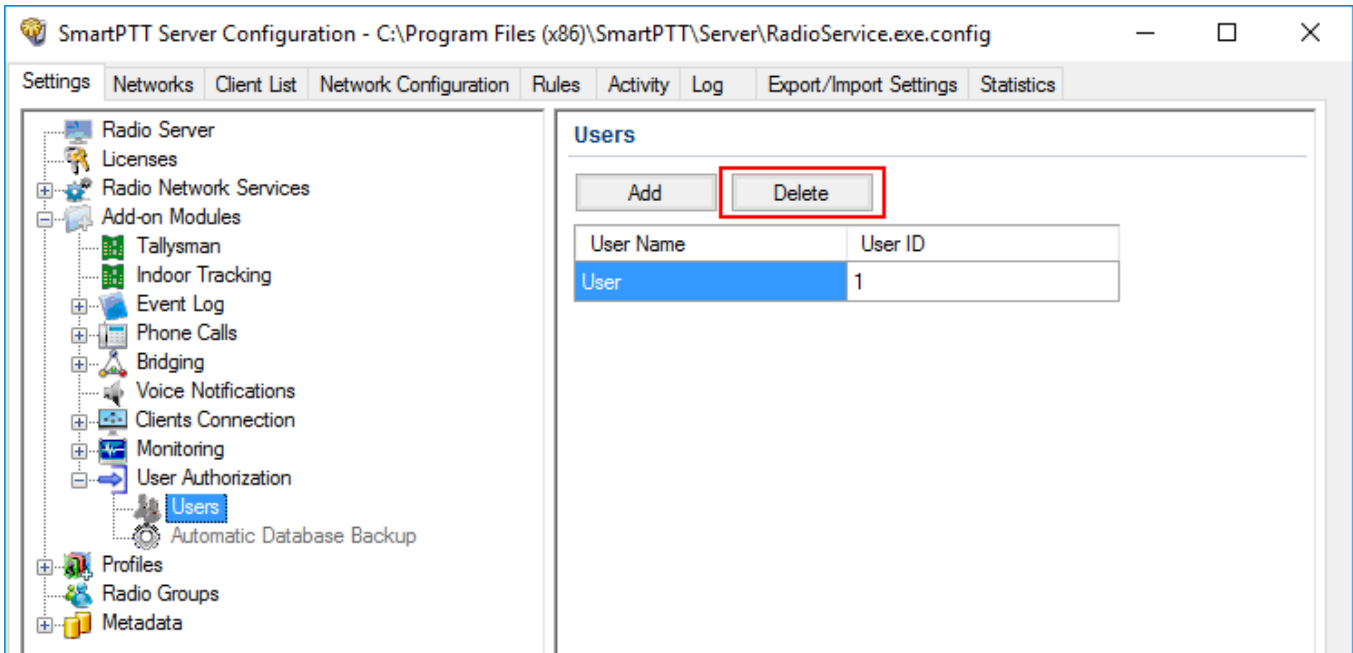 SmartPTT Server Configuration - C:\Program Files (x86)\SmartPTT\Server\RadioService.exe.config
Settings Networks Client List Network Configuration Rules Activity Log Export/Import Settings Statistics
Radio Server
Licenses
Radio Network Services
Add-on Modules
Tallysman
Indoor Tracking
Event Log
Phone Calls
Bridging
Voice Notifications
Clients Connection
Monitoring
User Authorization
Users
Automatic Database Backup
Profiles
Radio Groups
Metadata
Users
Add Delete
User Name User ID
User 1